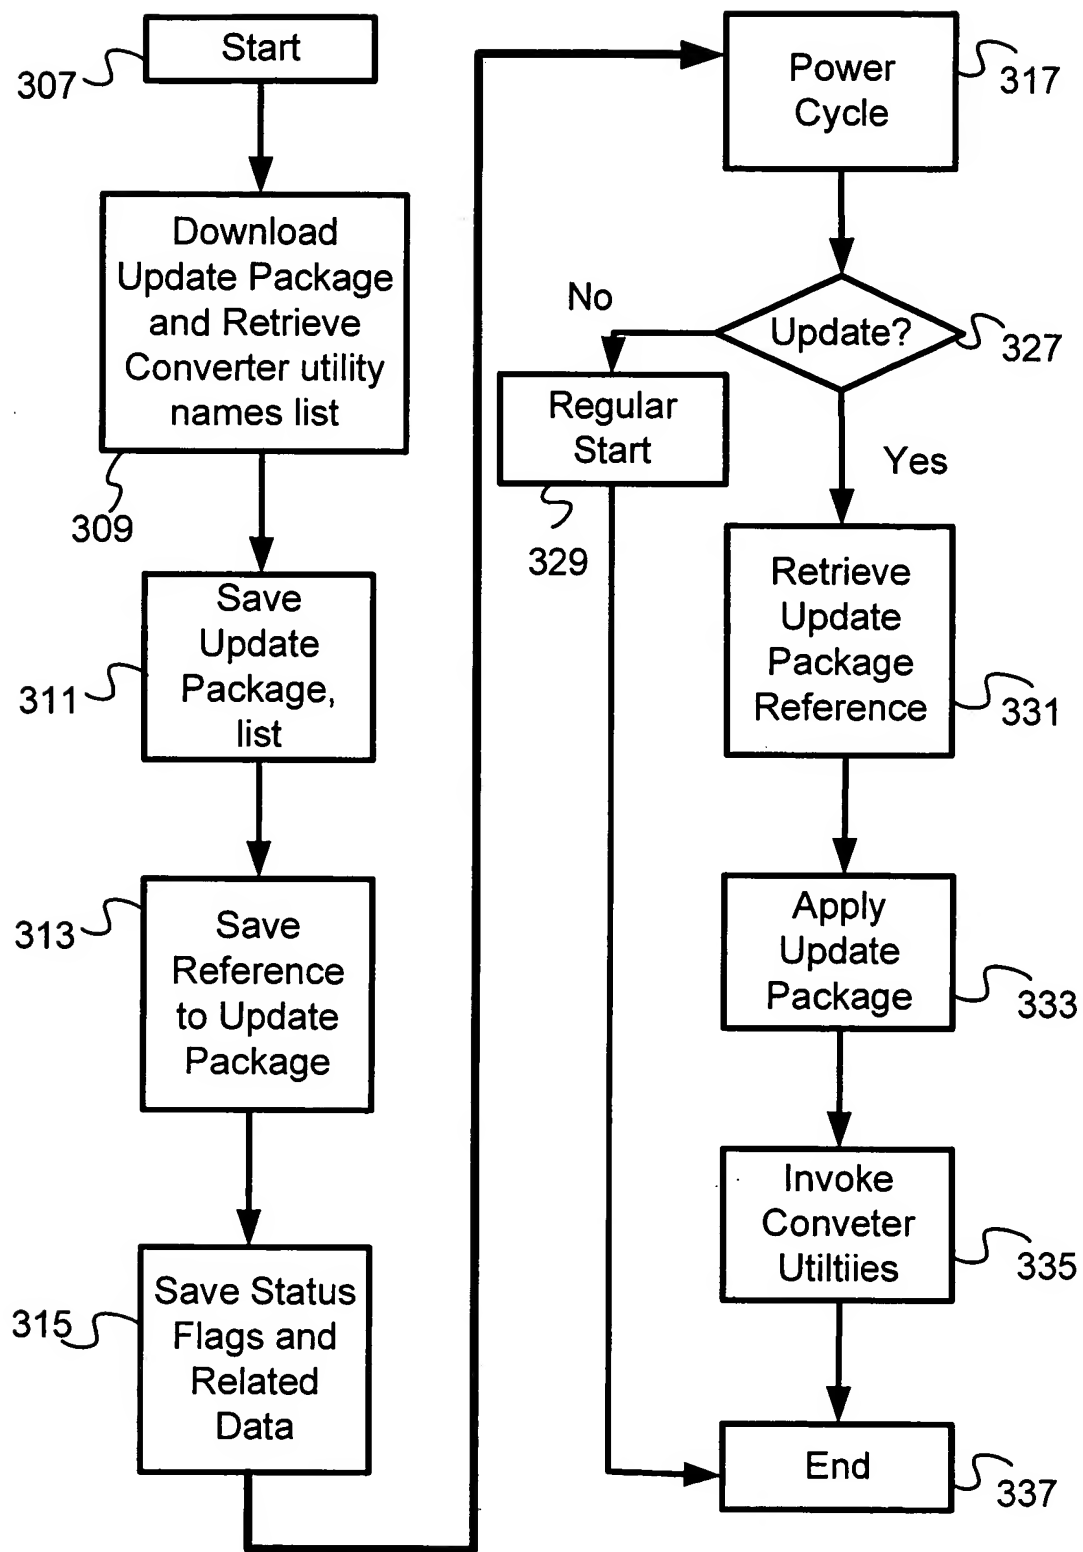 Start
307
Download
Update Package
and Retrieve
Converter utility
names list
309
Save
Update
Package,
list
311
Save
Reference
to Update
Package
313
Save Status
Flags and
Related
Data
315
Power
Cycle
317
Update?
327
No
Yes
Regular
Start
329
Retrieve
Update
Package
Reference
331
Apply
Update
Package
333
Invoke
Conveter
Utiltiies
335
End
337